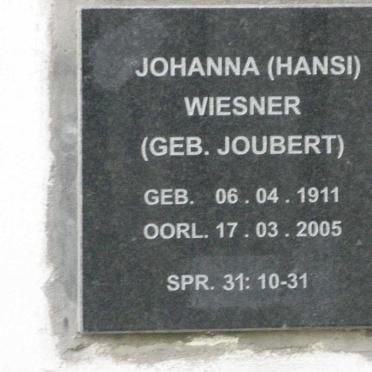 JOHANNA (HANSI)
WIESNER
(GEB. JOUBERT)
GEB. 06 . 04 . 1911
OORL. 17 . 03 . 2005
SPR. 31: 10-31